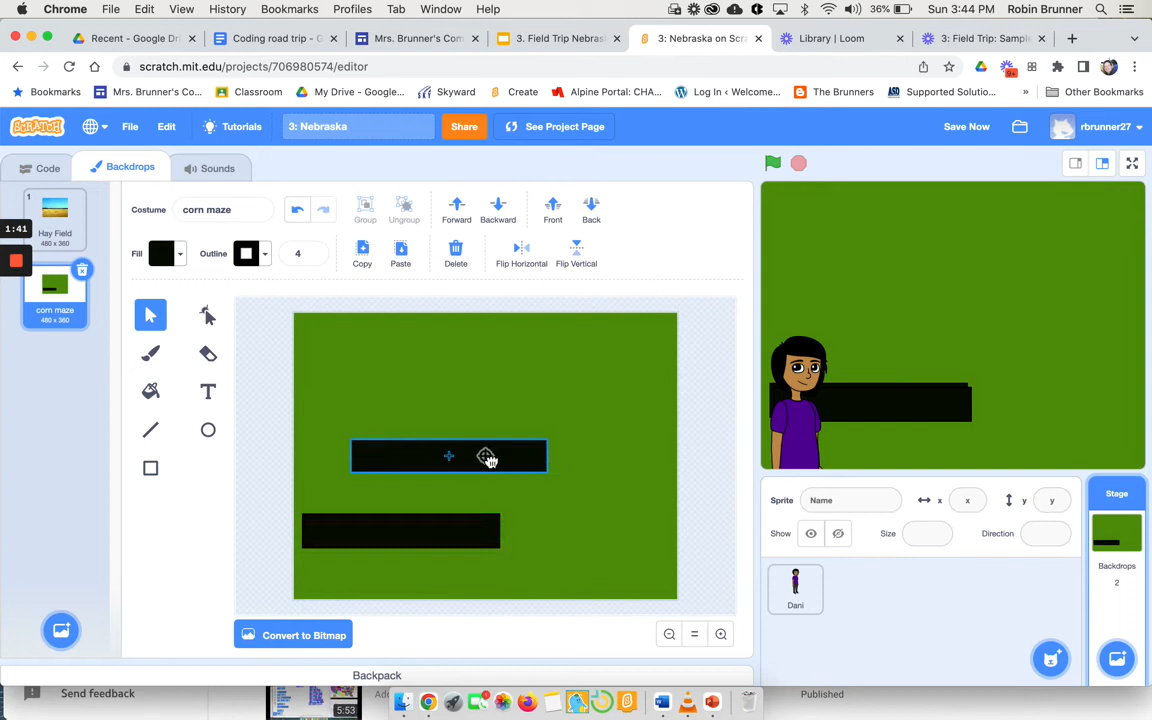 Chrome File Edit View History Bookmarks Profiles Tab Window Help 36% Sun 3:44 PM Robin Brunner
Recent - Google Dri
Coding road trip - G
Mrs. Brunner's Com
3. Field Trip Nebras
3: Nebraska on Scra
Library | Loom
3: Field Trip: Sample
scratch.mit.edu/projects/706980574/editor
9+
Bookmarks Mrs. Brunner's Co... Classroom My Drive - Google... Skyward Create Alpine Portal: CHA... Log In ‹ Welcome... The Brunners ASD Supported Solutio... » Other Bookmarks
SCRATCH File Edit Tutorials 3: Nebraska Share See Project Page Save Now rbrunner27
Code Backdrops Sounds
1
Hay Field
480 x 360
1:41
corn maze
480 x 360
Costume corn maze Group Ungroup Forward Backward Front Back
Fill Outline 4 Copy Paste Delete Flip Horizontal Flip Vertical
T
Convert to Bitmap
Backpack
Sprite Name x x y y
Show Size Direction
Dani
Stage
Backdrops
2
Send feedback
5:53
Published